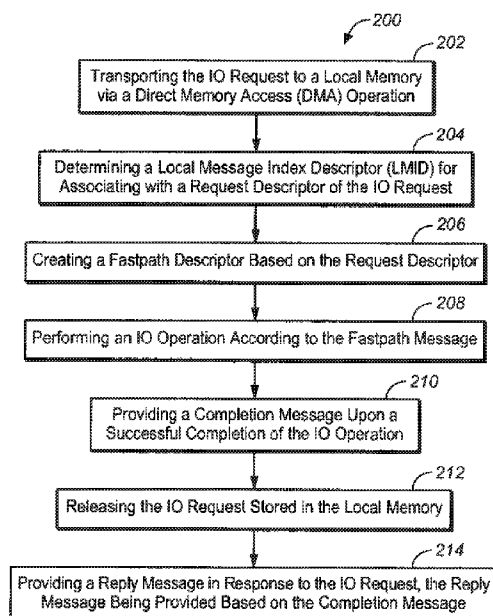 200
202
Transporting the IO Request to a Local Memory
via a Direct Memory Access (DMA) Operation
204
Determining a Local Message Index Descriptor (LMID) for
Associating with a Request Descriptor of the IO Request
206
Creating a Fastpath Descriptor Based on the Request Descriptor
208
Performing an IO Operation According to the Fastpath Message
210
Providing a Completion Message Upon a
Successful Completion of the IO Operation
212
Releasing the IO Request Stored in the Local Memory
214
Providing a Reply Message in Response to the IO Request, the Reply
Message Being Provided Based on the Completion Message